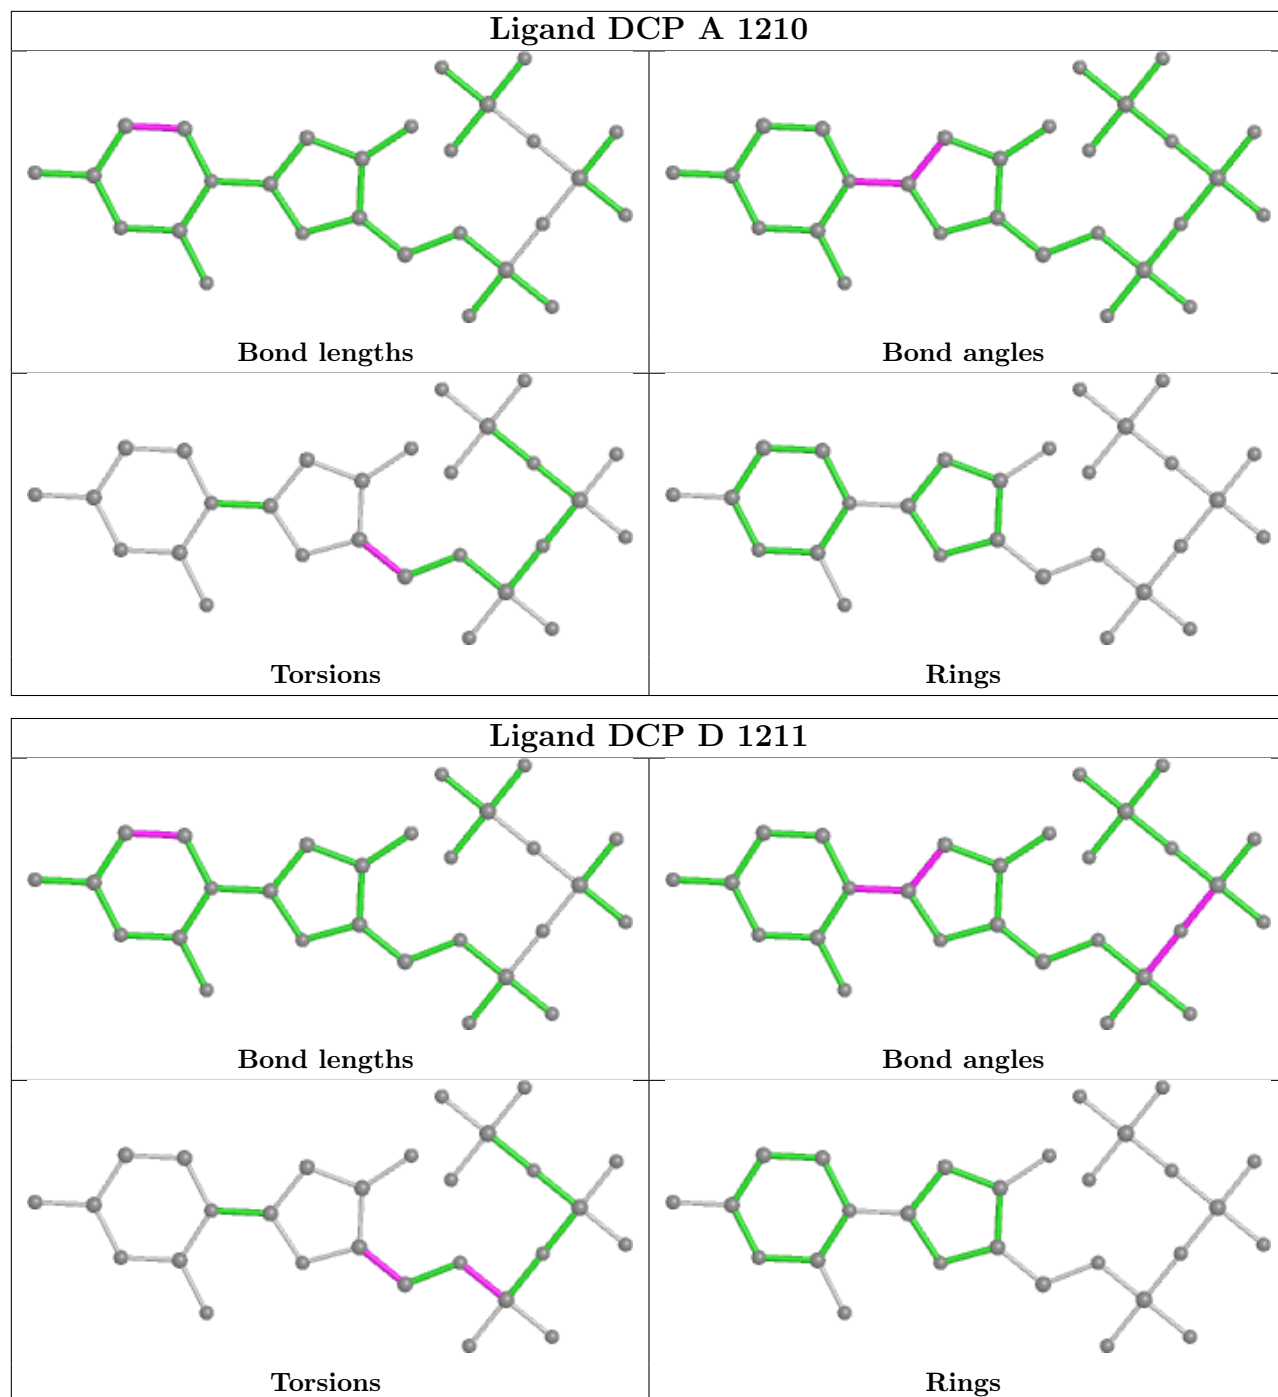 Ligand DCP A 1210
Bond lengths
Bond angles
Torsions
Rings
Ligand DCP D 1211
Bond lengths
Bond angles
Torsions
Rings